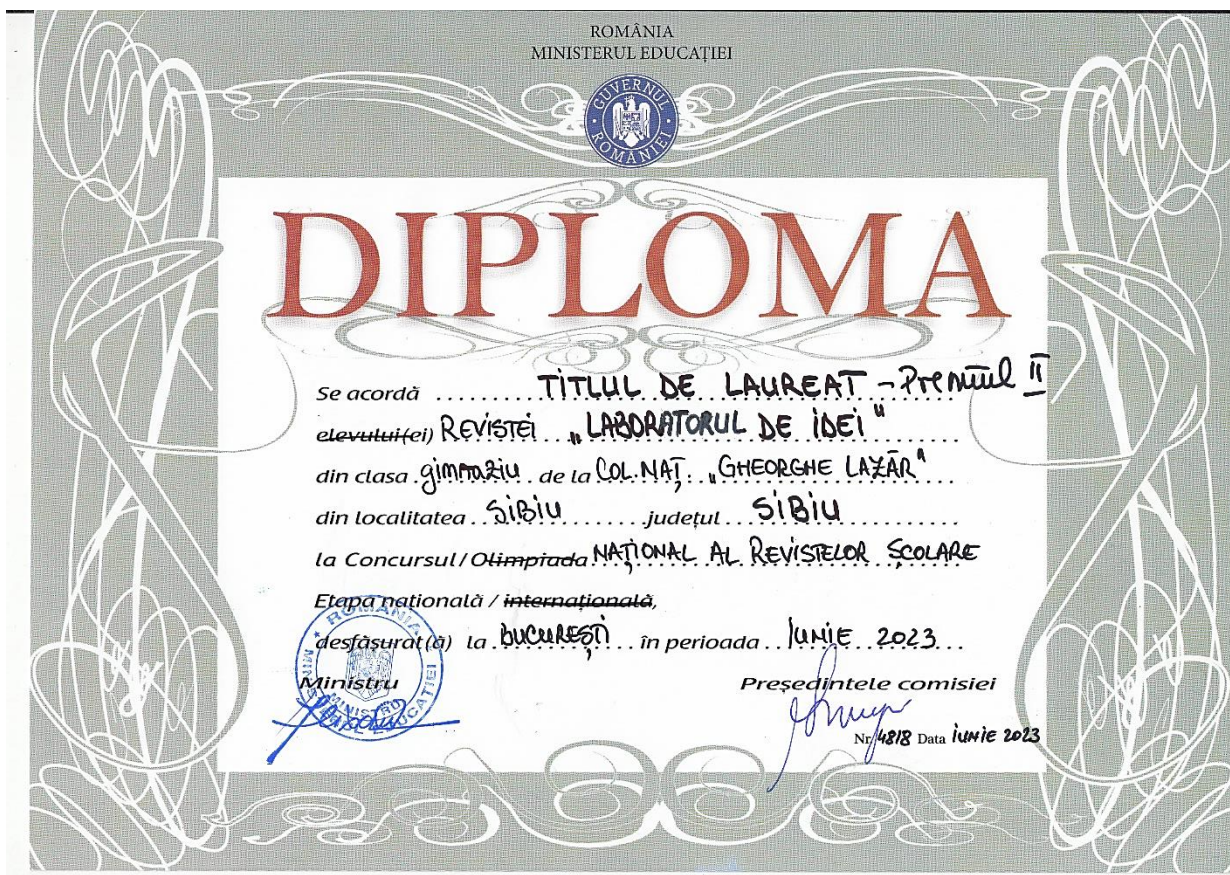 ROMÂNIA
MINISTERUL EDUCAȚIEI
GUVERNUL ROMÂNIEI
DIPLOMA
Se acordă TITLUL DE LAUREAT - Premiul II
elevului(ei) REVISTEI "LABORATORUL DE IDEI"
din clasa gimnaziu de la COL. NAȚ. "GHEORGHE LAZĂR"
din localitatea SIBIU județul SIBIU
la Concursul/Olimpiada NAȚIONAL AL REVISTELOR ȘCOLARE
Etapa națională / internațională,
desfășurat(ă) la BUCUREȘTI în perioada IUNIE 2023
Ministru Președintele comisiei
ROMÂNIA
MINISTRU
Nr. 4818 Data iunie 2023